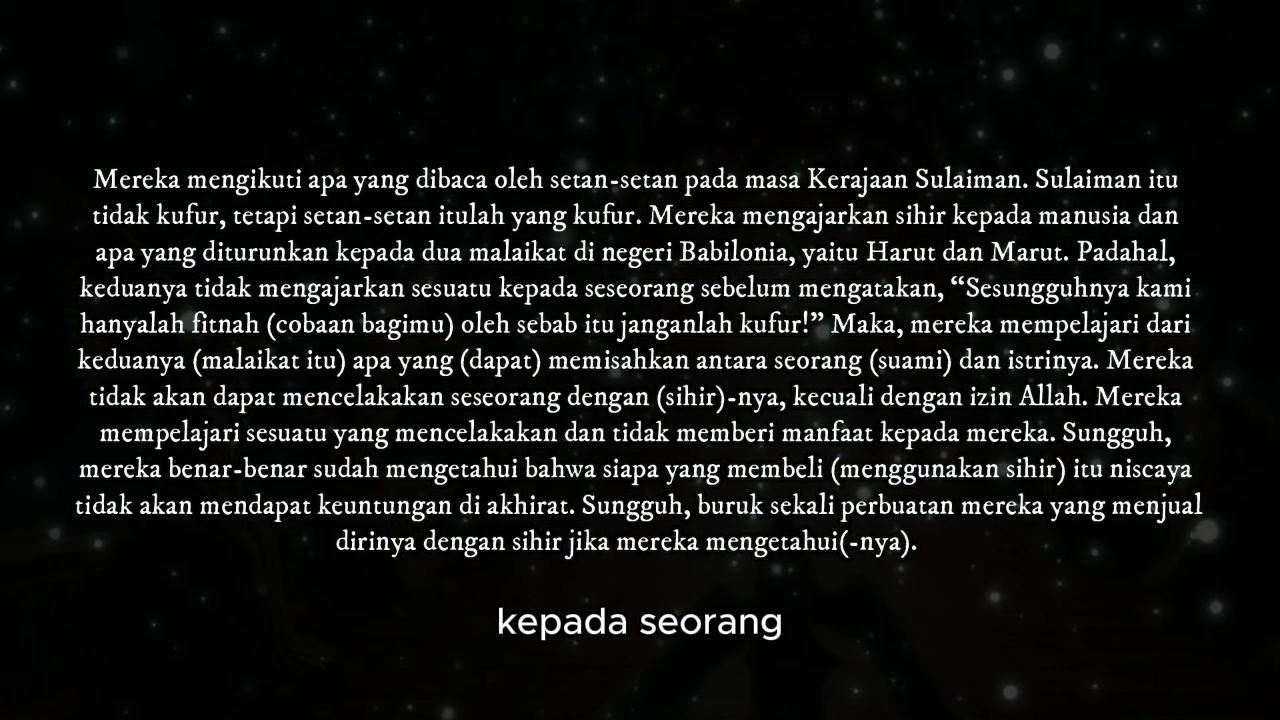 Mereka mengikuti apa yang dibaca oleh setan-setan pada masa Kerajaan Sulaiman. Sulaiman itu
tidak kufur, tetapi setan-setan itulah yang kufur. Mereka mengajarkan sihir kepada manusia dan
apa yang diturunkan kepada dua malaikat di negeri Babilonia, yaitu Harut dan Marut. Padahal,
keduanya tidak mengajarkan sesuatu kepada seseorang sebelum mengatakan, “Sesungguhnya kami
hanyalah fitnah (cobaan bagimu) oleh sebab itu janganlah kufur!” Maka, mereka mempelajari dari
keduanya (malaikat itu) apa yang (dapat) memisahkan antara seorang (suami) dan istrinya. Mereka
tidak akan dapat mencelakakan seseorang dengan (sihir)-nya, kecuali dengan izin Allah. Mereka
mempelajari sesuatu yang mencelakakan dan tidak memberi manfaat kepada mereka. Sungguh,
mereka benar-benar sudah mengetahui bahwa siapa yang membeli (menggunakan sihir) itu niscaya
tidak akan mendapat keuntungan di akhirat. Sungguh, buruk sekali perbuatan mereka yang menjual
dirinya dengan sihir jika mereka mengetahui(-nya).
kepada seorang